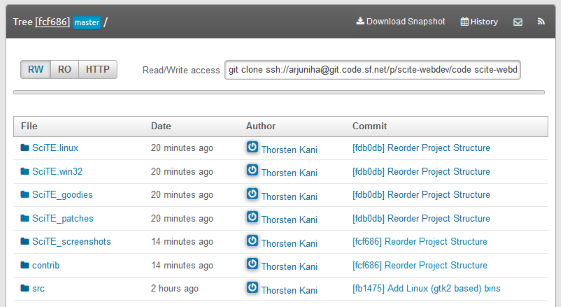 Tree [fcf686] master /
Download Snapshot History
RW RO HTTP Read/Write access git clone ssh://arjuniha@git.code.sf.net/p/scite-webdev/code scite-webd
File Date Author Commit
SciTE.linux 20 minutes ago Thorsten Kani [fdb0db] Reorder Project Structure
SciTE.win32 20 minutes ago Thorsten Kani [fdb0db] Reorder Project Structure
SciTE_goodies 20 minutes ago Thorsten Kani [fdb0db] Reorder Project Structure
SciTE_patches 20 minutes ago Thorsten Kani [fdb0db] Reorder Project Structure
SciTE_screenshots 14 minutes ago Thorsten Kani [fcf686] Reorder Project Structure
contrib 14 minutes ago Thorsten Kani [fcf686] Reorder Project Structure
src 2 hours ago Thorsten Kani [fb1475] Add Linux (gtk2 based) bins